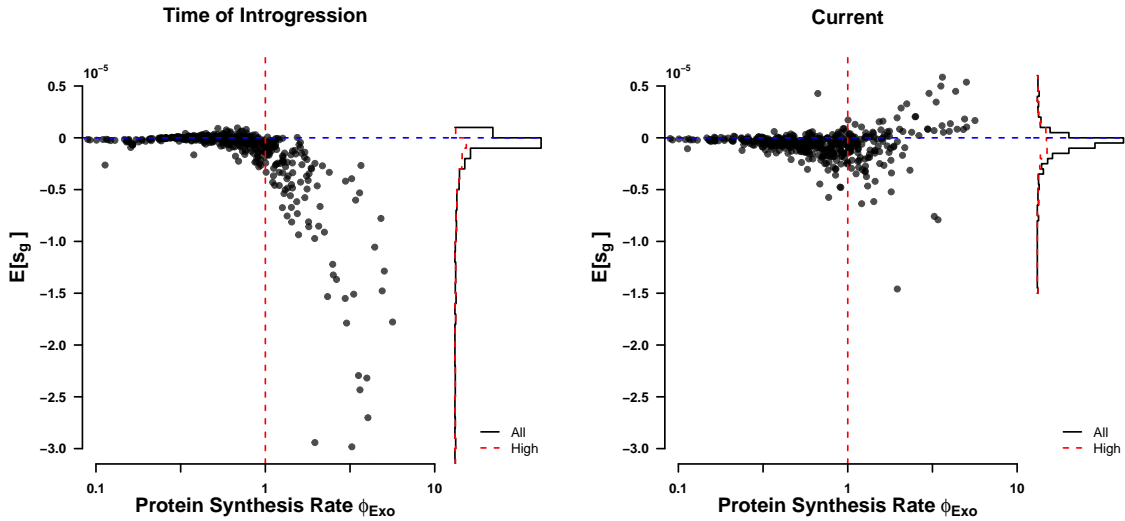 Time of Introgression
10⁻⁵
0.5
0
−0.5
−1.0
−1.5
−2.0
−2.5
−3.0
E[s_g]
0.1
1
10
Protein Synthesis Rate ϕ_Exo
All
High
Current
10⁻⁵
0.5
0
−0.5
−1.0
−1.5
−2.0
−2.5
−3.0
E[s_g]
0.1
1
10
Protein Synthesis Rate ϕ_Exo
All
High